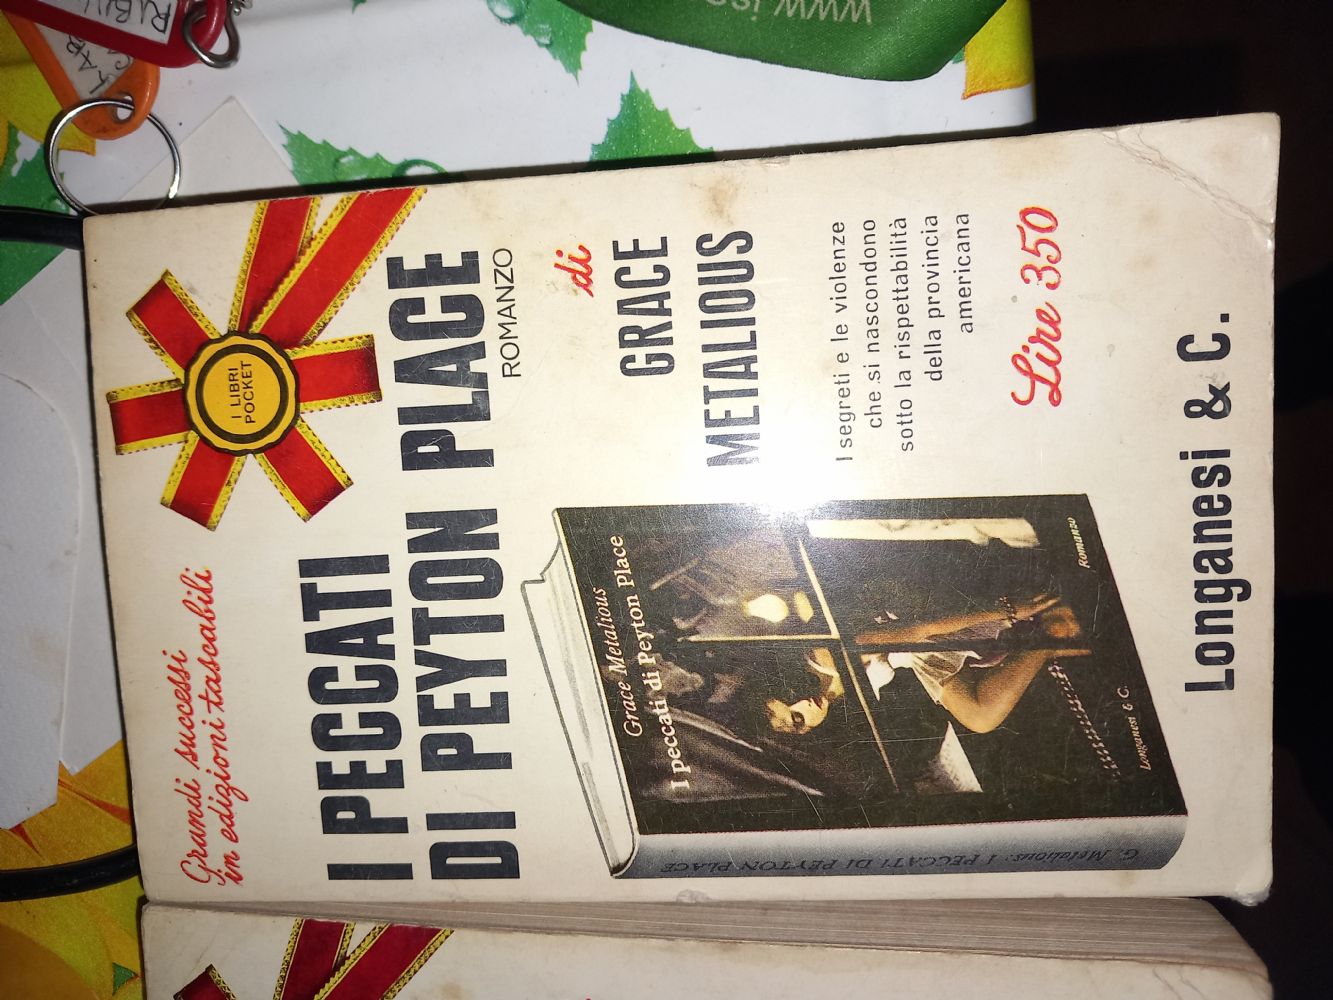 Grandi successi
in edizioni tascabili
I LIBRI
POCKET
I PECCATI
DI PEYTON PLACE
ROMANZO
di
GRACE
METALIOUS
I segreti e le violenze
che si nascondono
sotto la rispettabilità
della provincia
americana
Lire 350
Grace Metalious
I peccati di Peyton Place
Romanzo
Longanesi & C.
G. Metalious: I PECCATI DI PEYTON PLACE
Longanesi & C.